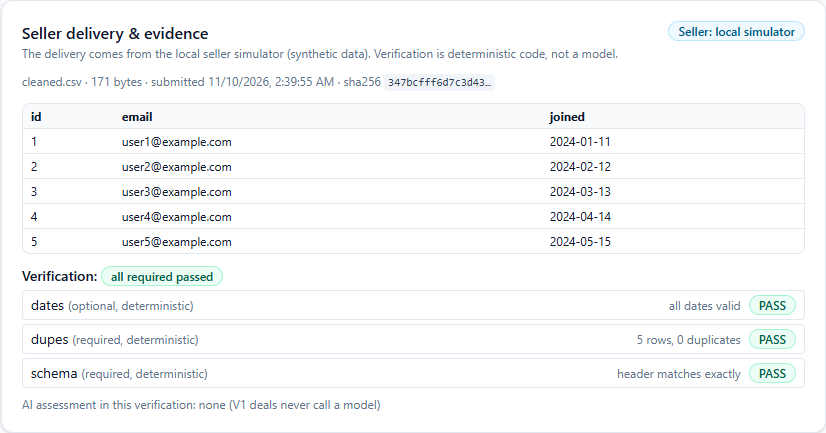 Seller delivery & evidence
Seller: local simulator
The delivery comes from the local seller simulator (synthetic data). Verification is deterministic code, not a model.
cleaned.csv · 171 bytes · submitted 11/10/2026, 2:39:55 AM · sha256 347bcfff6d7c3d43…
id email joined
1 user1@example.com 2024-01-11
2 user2@example.com 2024-02-12
3 user3@example.com 2024-03-13
4 user4@example.com 2024-04-14
5 user5@example.com 2024-05-15
Verification: all required passed
dates (optional, deterministic) all dates valid PASS
dupes (required, deterministic) 5 rows, 0 duplicates PASS
schema (required, deterministic) header matches exactly PASS
AI assessment in this verification: none (V1 deals never call a model)